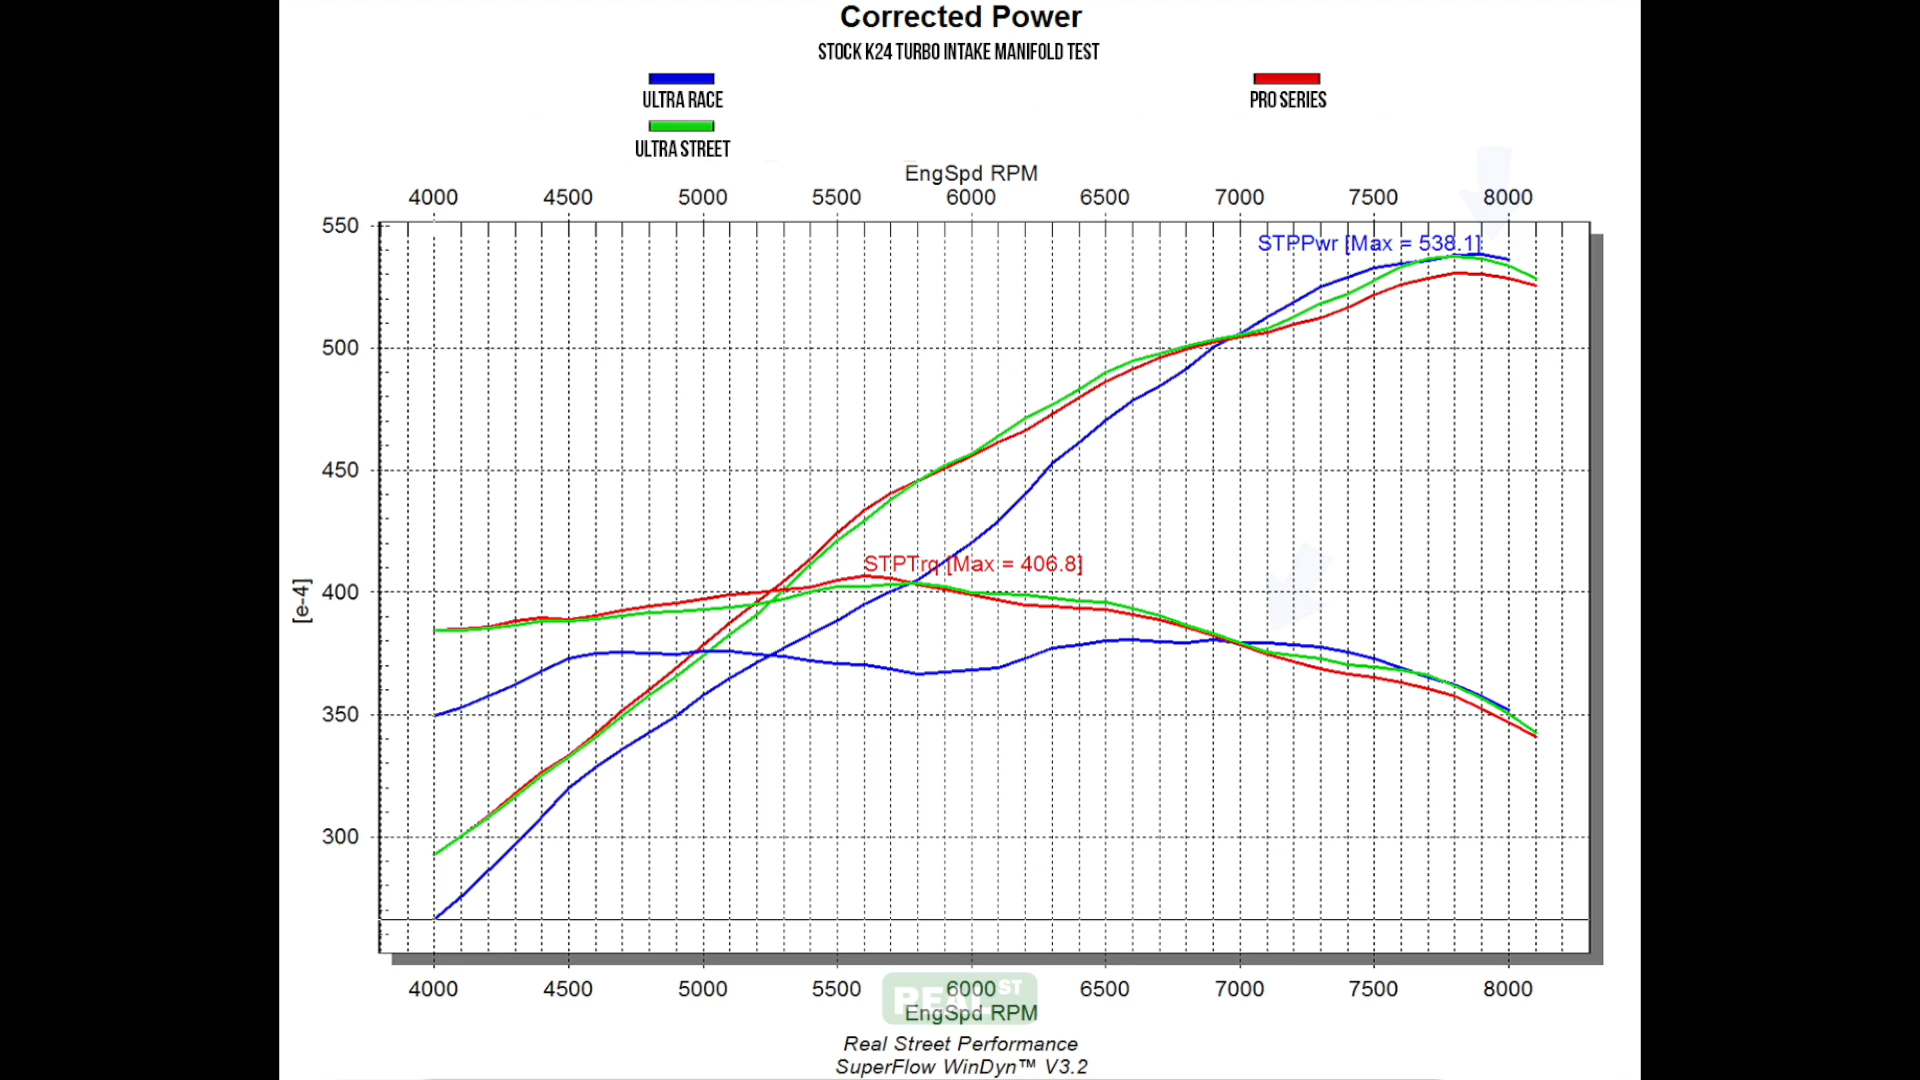 Corrected Power
STOCK K24 TURBO INTAKE MANIFOLD TEST
ULTRA RACE
PRO SERIES
ULTRA STREET
EngSpd RPM
4000 4500 5000 5500 6000 6500 7000 7500 8000
550
STPPwr [Max = 538.1]
500
450
STPTrq [Max = 406.8]
400
[e-4]
350
300
4000 4500 5000 5500 6000 6500 7000 7500 8000
REAL ST
EngSpd RPM
Real Street Performance
SuperFlow WinDyn™ V3.2